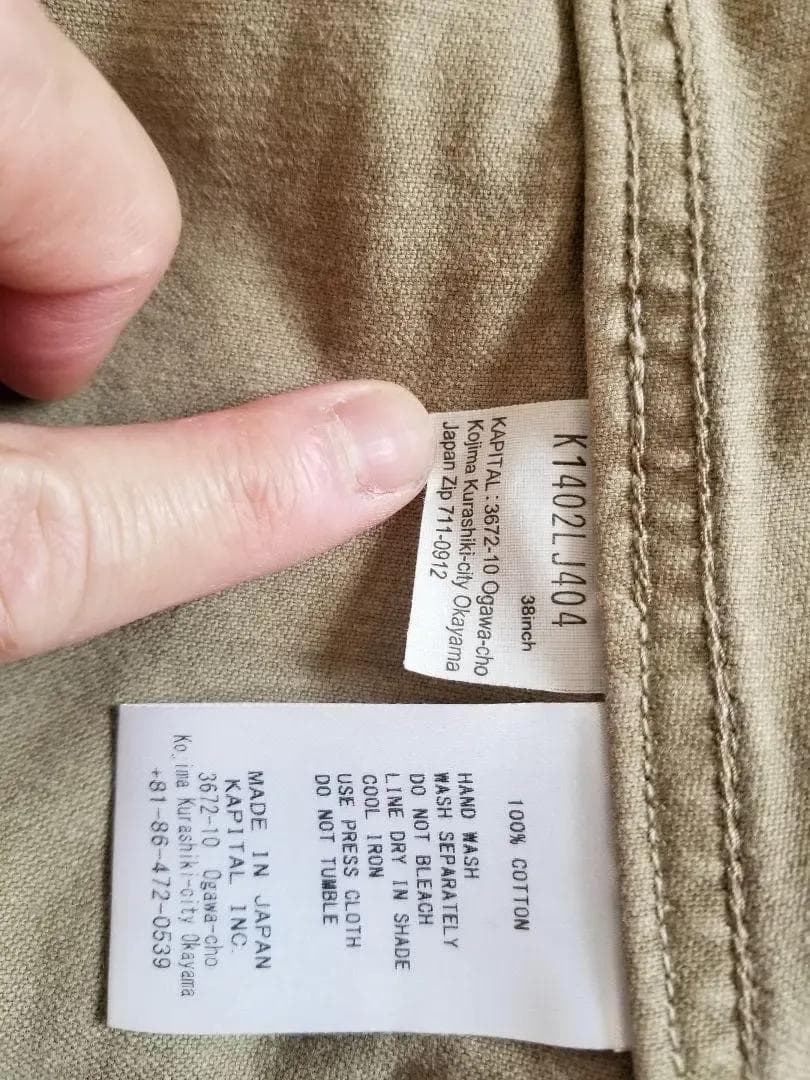 K1402LJ404
38inch
KAPITAL : 3672-10 Ogawa-cho
Kojima Kurashiki-city Okayama
Japan Zip 711-0912
100% COTTON
HAND WASH
WASH SEPARATELY
DO NOT BLEACH
LINE DRY IN SHADE
COOL IRON
USE PRESS CLOTH
DO NOT TUMBLE
MADE IN JAPAN
KAPITAL INC.
3672-10 Ogawa-cho
Kojima Kurashiki-city Okayama
+81-86-472-0539